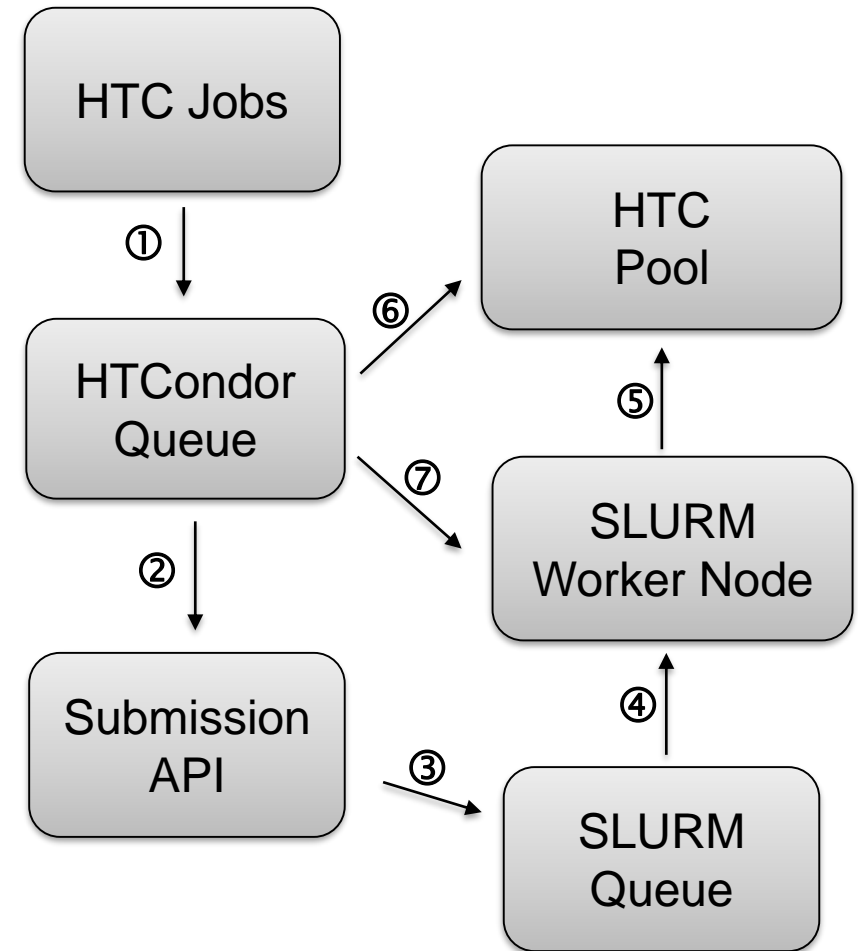 HTC Jobs
①
HTC
Pool
⑥
HTCondor
Queue
⑤
⑦
SLURM
Worker Node
②
Submission
API
④
③
SLURM
Queue